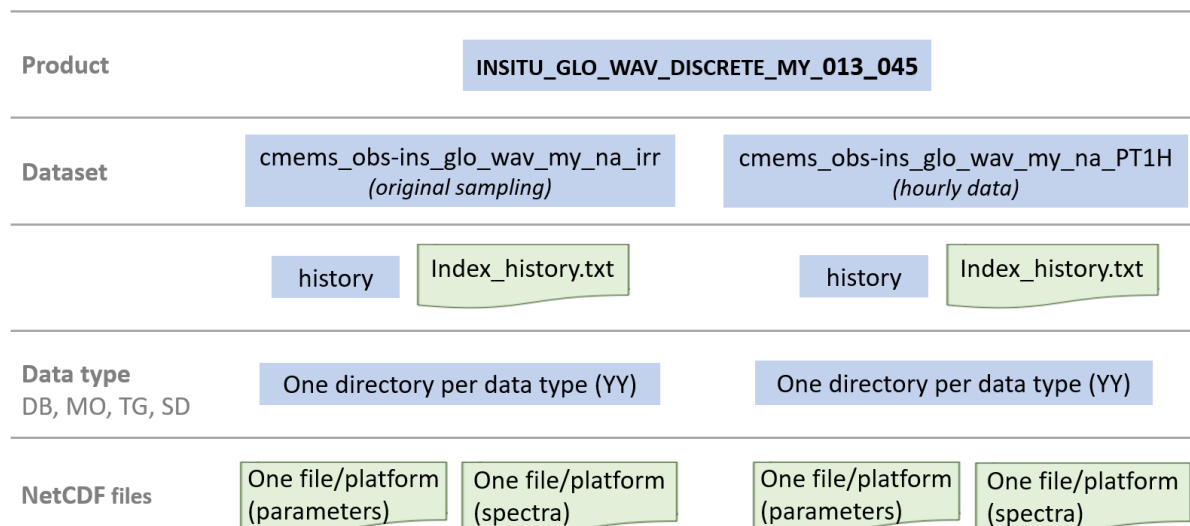 Product
INSITU_GLO_WAV_DISCRETE_MY_013_045
Dataset
cmems_obs-ins_glo_wav_my_na_irr
(original sampling)
cmems_obs-ins_glo_wav_my_na_PT1H
(hourly data)
history
Index_history.txt
history
Index_history.txt
Data type
DB, MO, TG, SD
One directory per data type (YY)
One directory per data type (YY)
NetCDF files
One file/platform
(parameters)
One file/platform
(spectra)
One file/platform
(parameters)
One file/platform
(spectra)